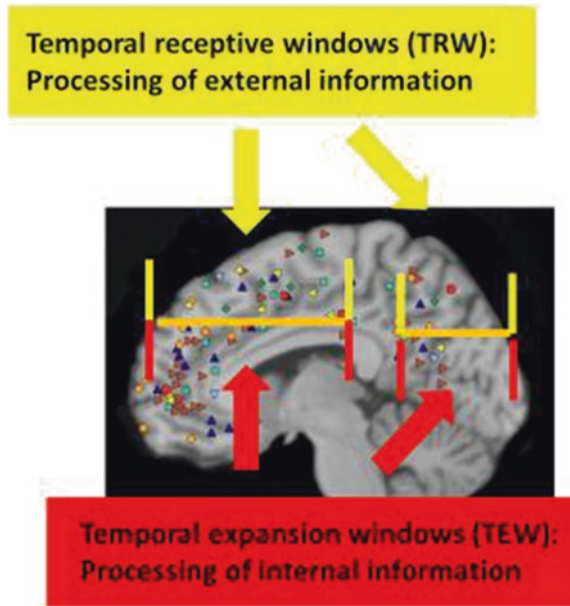 Temporal receptive windows (TRW):
Processing of external information
Temporal expansion windows (TEW):
Processing of internal information